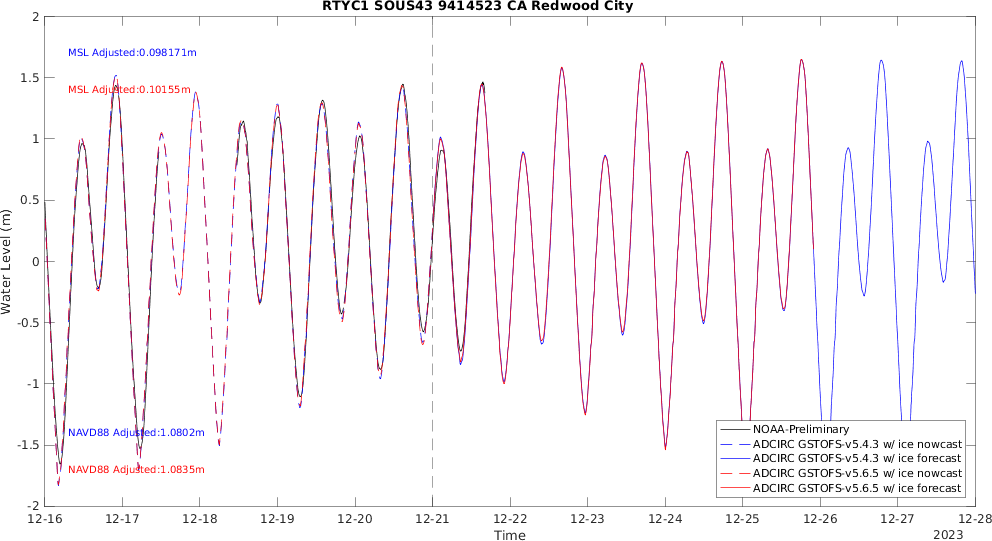 RTYC1 SOUS43 9414523 CA Redwood City
MSL Adjusted:0.098171m
MSL Adjusted:0.10155m
NAVD88 Adjusted:1.0802m
NAVD88 Adjusted:1.0835m
Water Level (m)
2
1.5
1
0.5
0
-0.5
-1
-1.5
-2
NOAA-Preliminary
ADCIRC GSTOFS-v5.4.3 w/ ice nowcast
ADCIRC GSTOFS-v5.4.3 w/ ice forecast
ADCIRC GSTOFS-v5.6.5 w/ ice nowcast
ADCIRC GSTOFS-v5.6.5 w/ ice forecast
12-16 12-17 12-18 12-19 12-20 12-21 12-22 12-23 12-24 12-25 12-26 12-27 12-28
Time
2023